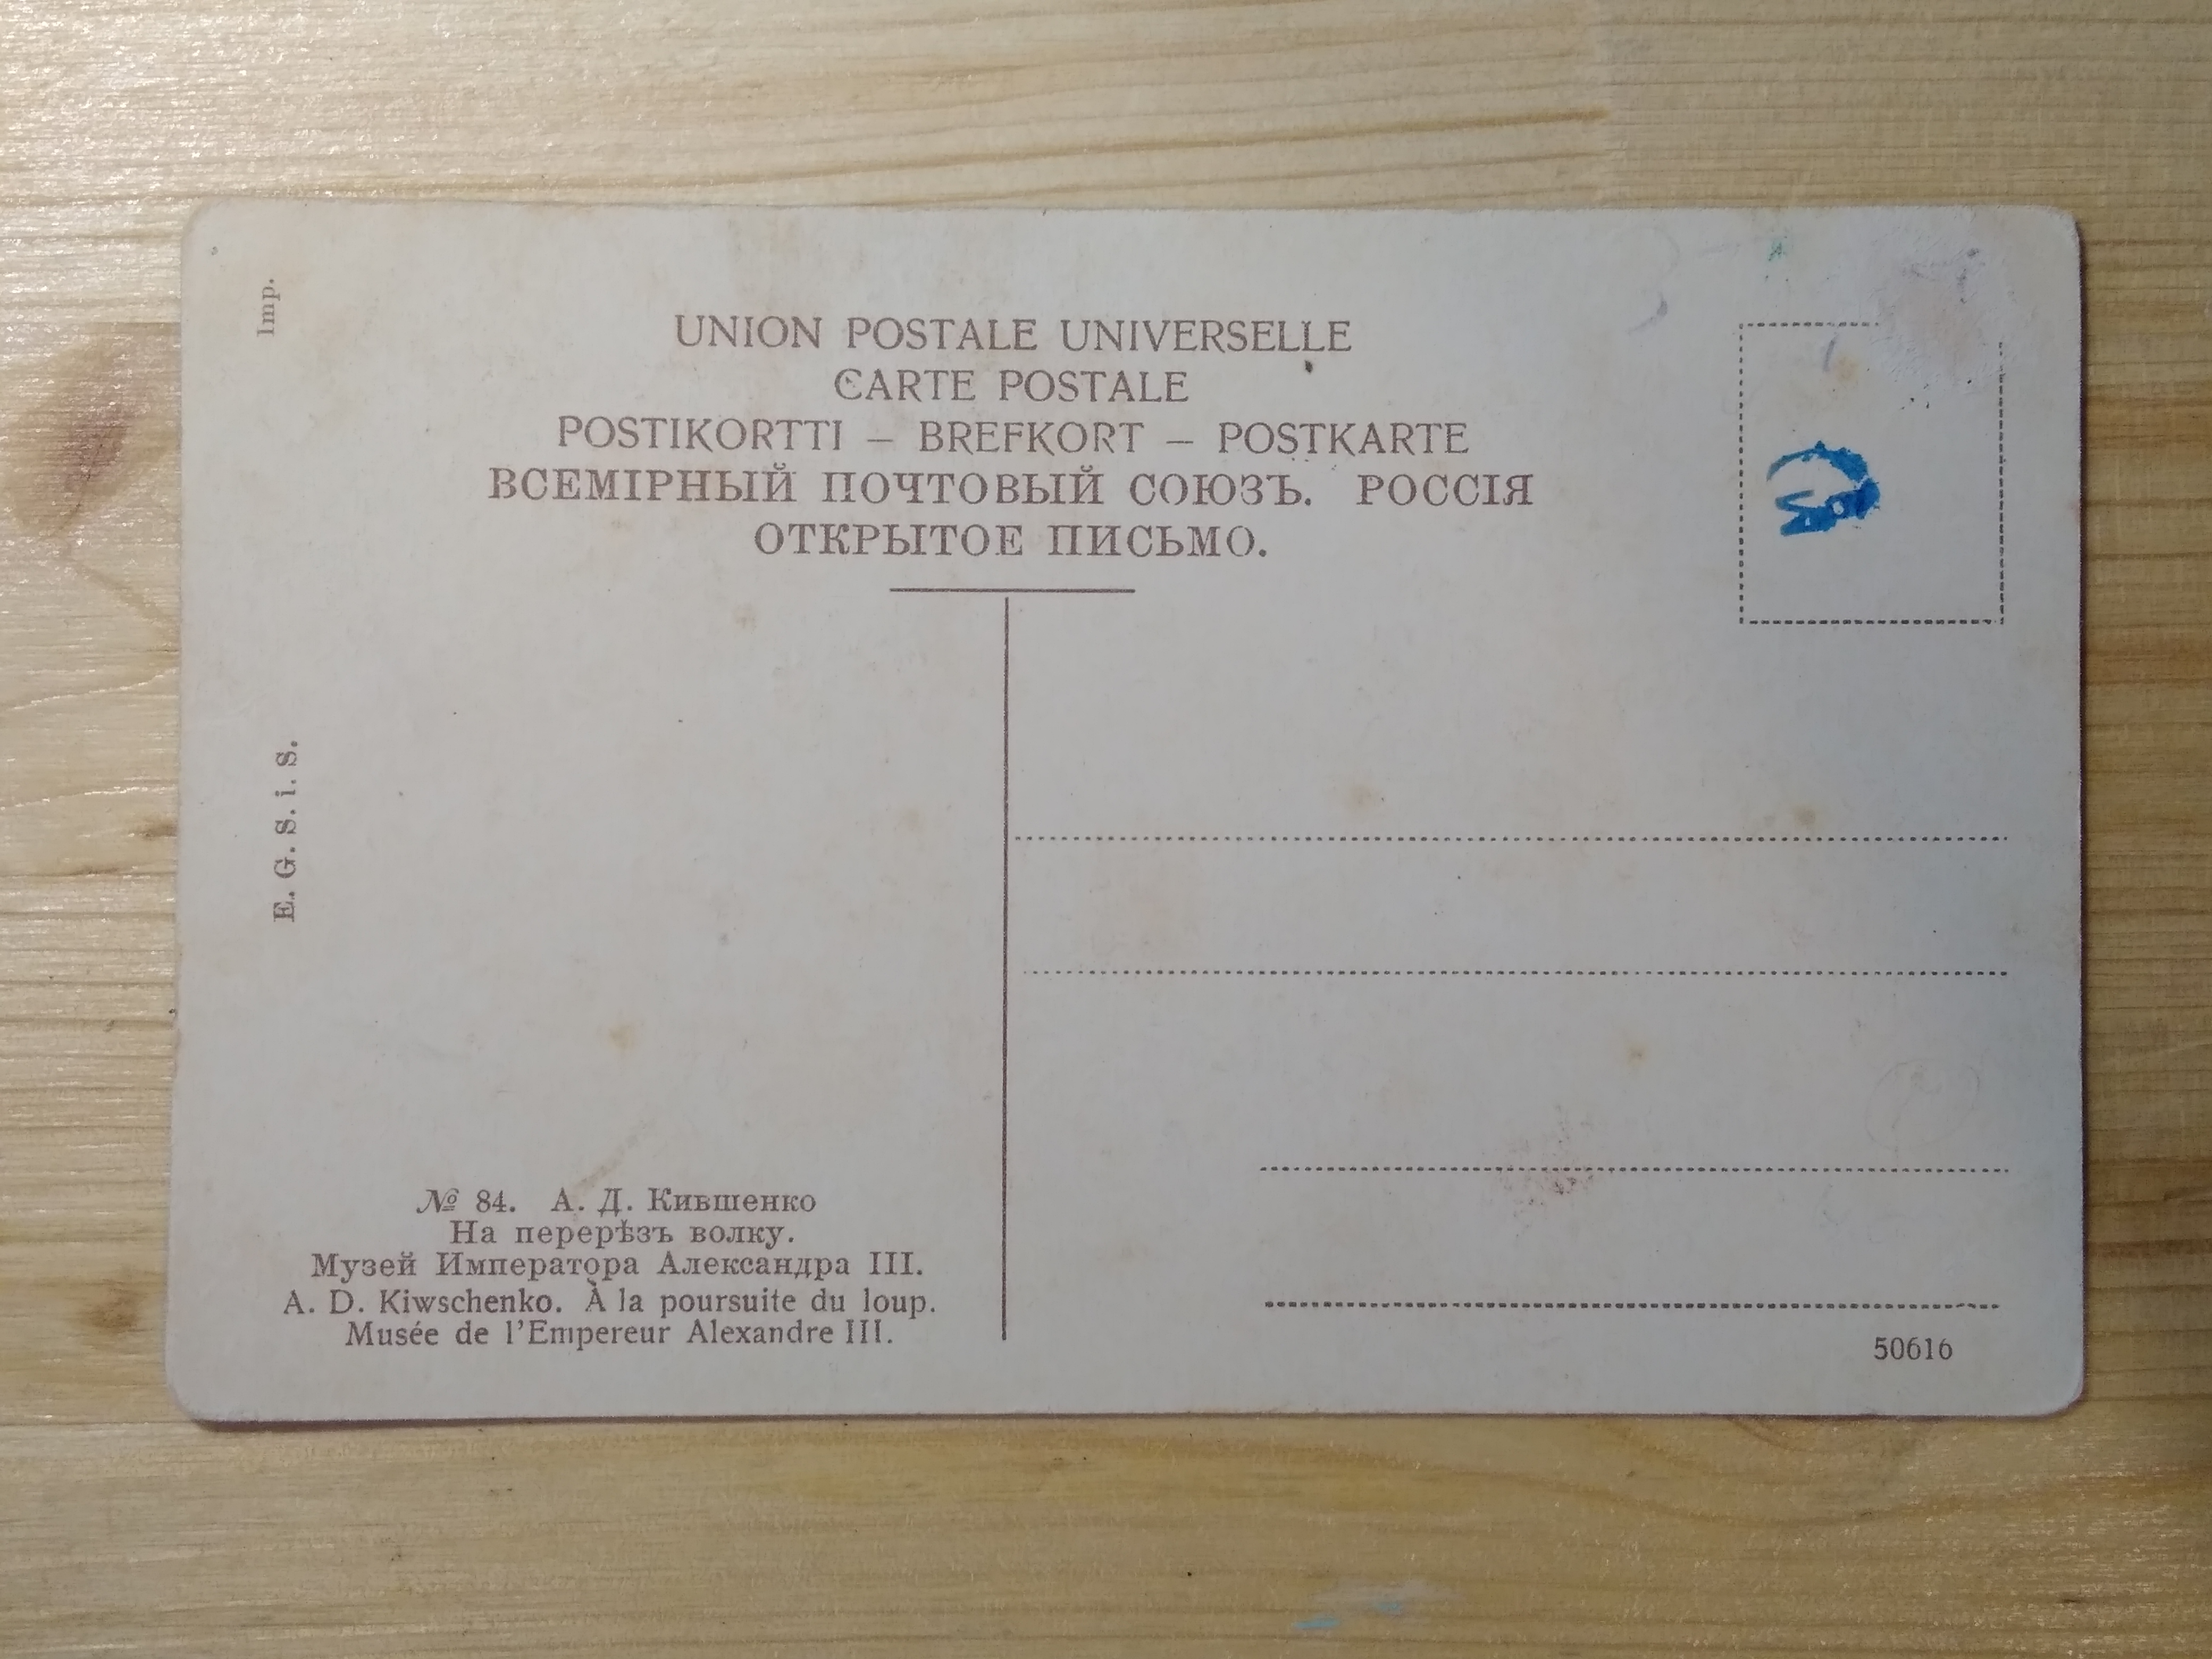 Imp.
UNION POSTALE UNIVERSELLE
CARTE POSTALE
POSTIKORTTI – BREFKORT – POSTKARTE
ВСЕМІРНЫЙ ПОЧТОВЫЙ СОЮЗЪ. РОССІЯ
ОТКРЫТОЕ ПИСЬМО.
E. G. S. i. S.
№ 84. А. Д. Кившенко
На перерѣзъ волку.
Музей Императора Александра III.
A. D. Kiwschenko. À la poursuite du loup.
Musée de l'Empereur Alexandre III.
50616